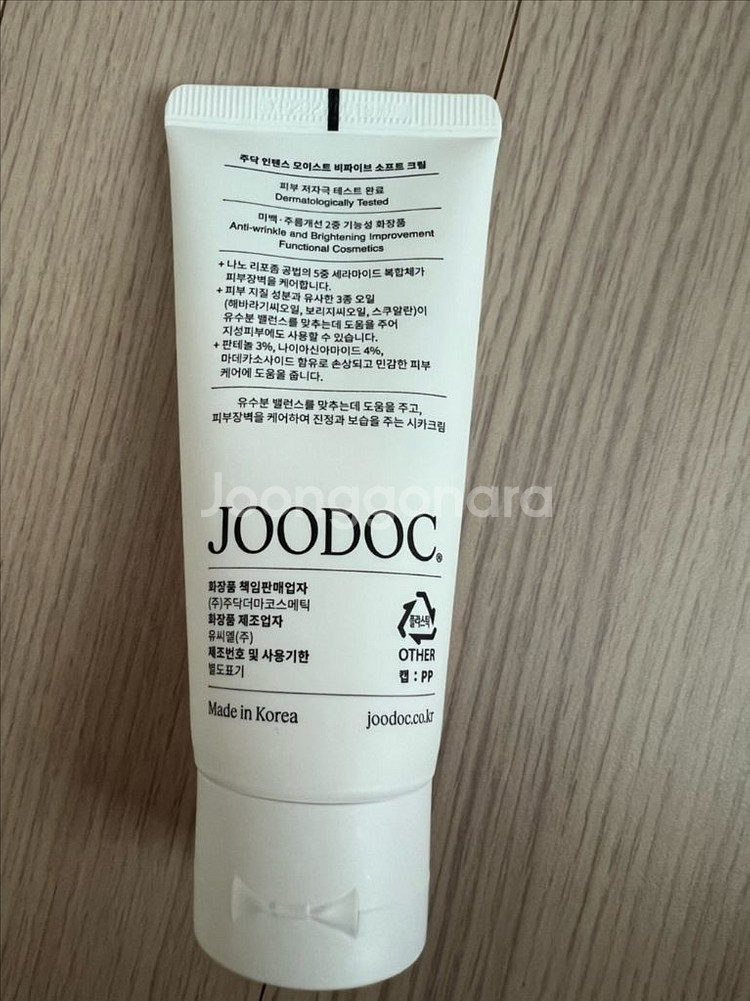 주닥 인텐스 모이스트 비파이브 소프트 크림
피부 저자극 테스트 완료
Dermatologically Tested
미백·주름개선 2중 기능성 화장품
Anti-wrinkle and Brightening Improvement
Functional Cosmetics
+ 나노 리포좀 공법의 5중 세라마이드 복합체가
피부장벽을 케어합니다.
+ 피부 지질 성분과 유사한 3종 오일
(해바라기씨오일, 보리지씨오일, 스쿠알란)이
유수분 밸런스를 맞추는데 도움을 주어
지성피부에도 사용할 수 있습니다.
+ 판테놀 3%, 나이아신아마이드 4%,
마데카소사이드 함유로 손상되고 민감한 피부
케어에 도움을 줍니다.
유수분 밸런스를 맞추는데 도움을 주고,
피부장벽을 케어하여 진정과 보습을 주는 시카크림
Joonggonara
JOODOC®
화장품 책임판매업자
(주)주닥더마코스메틱
화장품 제조업자
유씨엘(주)
제조번호 및 사용기한
별도표기
플라스틱
OTHER
캡 : PP
Made in Korea
joodoc.co.kr